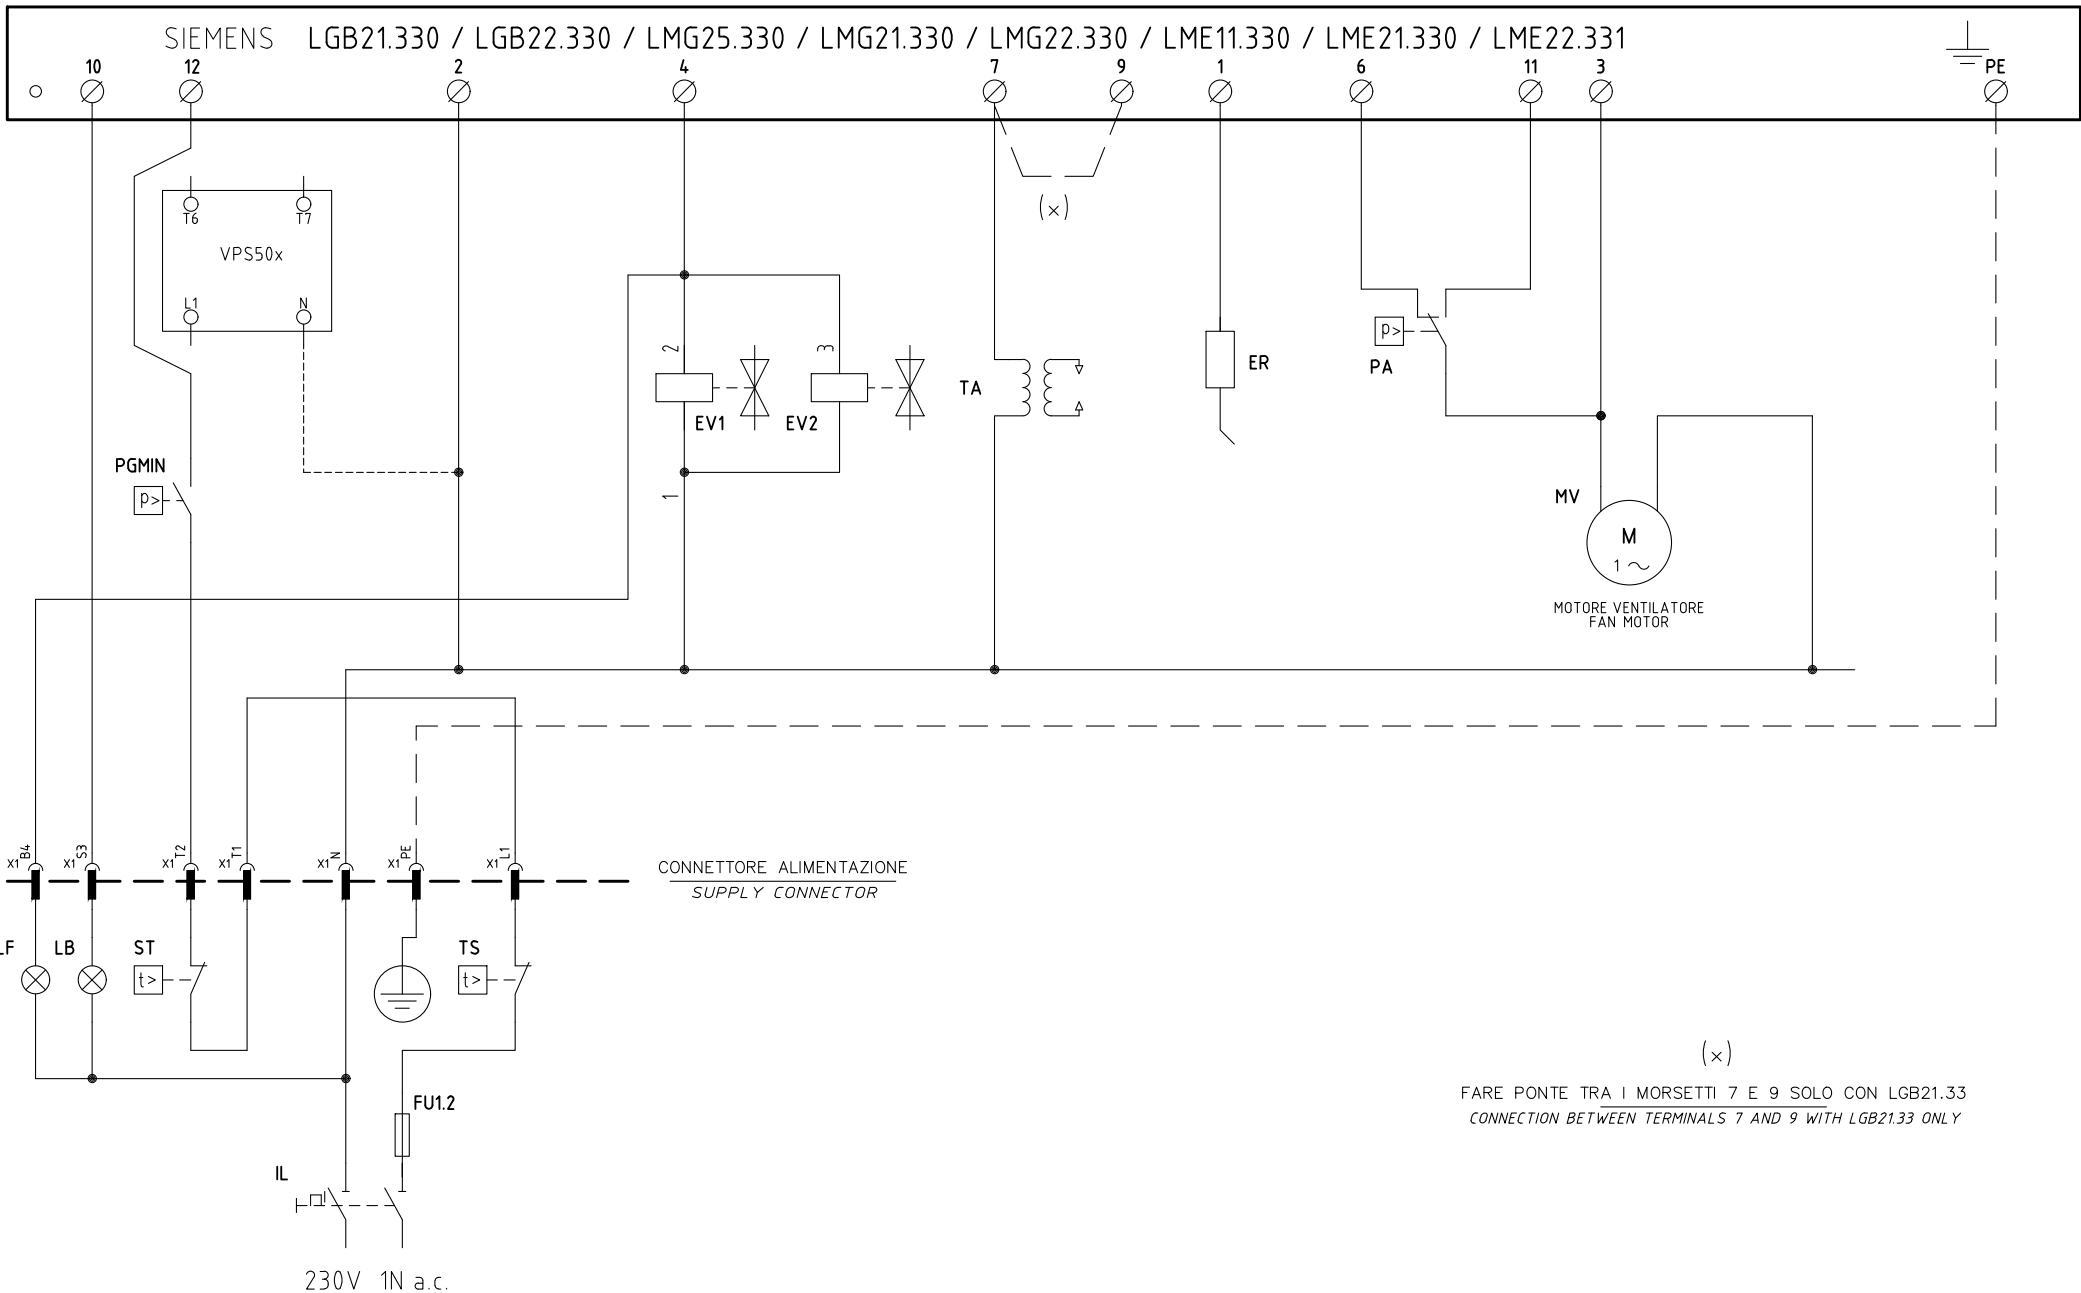 SIEMENS LGB21.330 / LGB22.330 / LMG25.330 / LMG21.330 / LMG22.330 / LME11.330 / LME21.330 / LME22.331
10 12 2 4 7 9 1 6 11 3 PE
T6 T7
(x)
VPS50x
L1 N
p>
2 3
ER
PA
TA
EV1 EV2
PGMIN
p>
1
MV
M
1 ~
MOTORE VENTILATORE
FAN MOTOR
X1 B4 X1 S3 X1 T2 X1 T1 X1 N X1 PE X1 L1
CONNETTORE ALIMENTAZIONE
SUPPLY CONNECTOR
LF LB ST TS
t> t>
(x)
FARE PONTE TRA I MORSETTI 7 E 9 SOLO CON LGB21.33
CONNECTION BETWEEN TERMINALS 7 AND 9 WITH LGB21.33 ONLY
FU1.2
IL
230V 1N a.c.